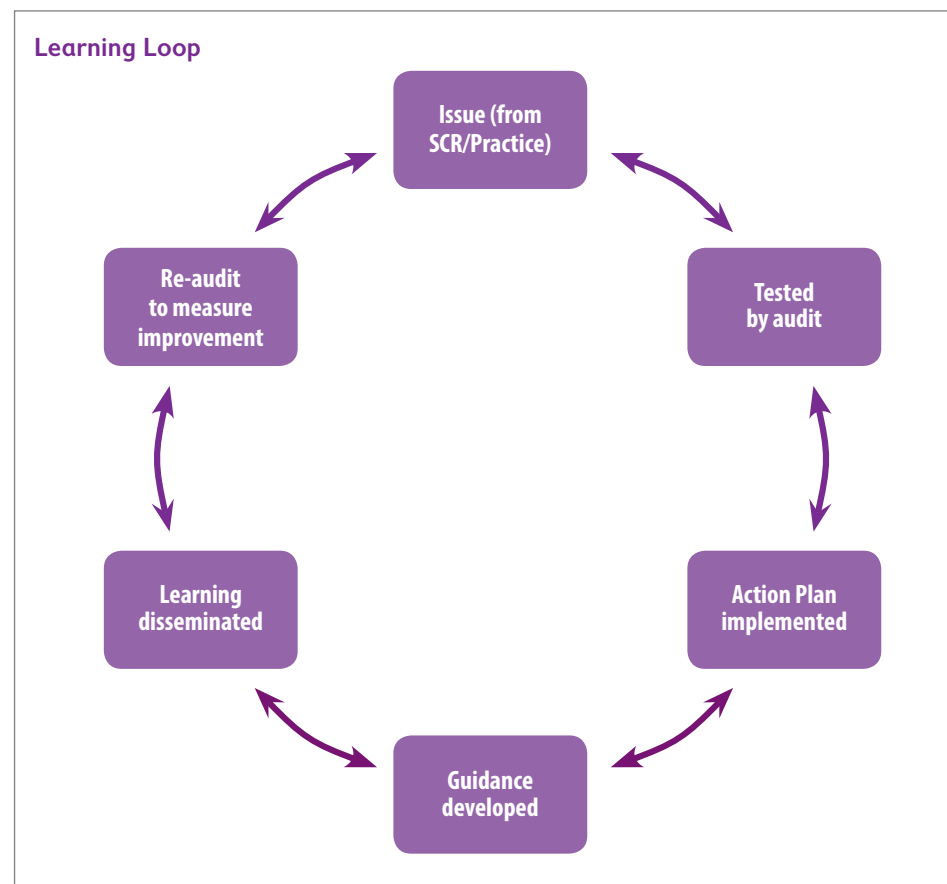 Learning Loop
Issue (from
SCR/Practice)
Tested
by audit
Action Plan
implemented
Guidance
developed
Learning
disseminated
Re-audit
to measure
improvement